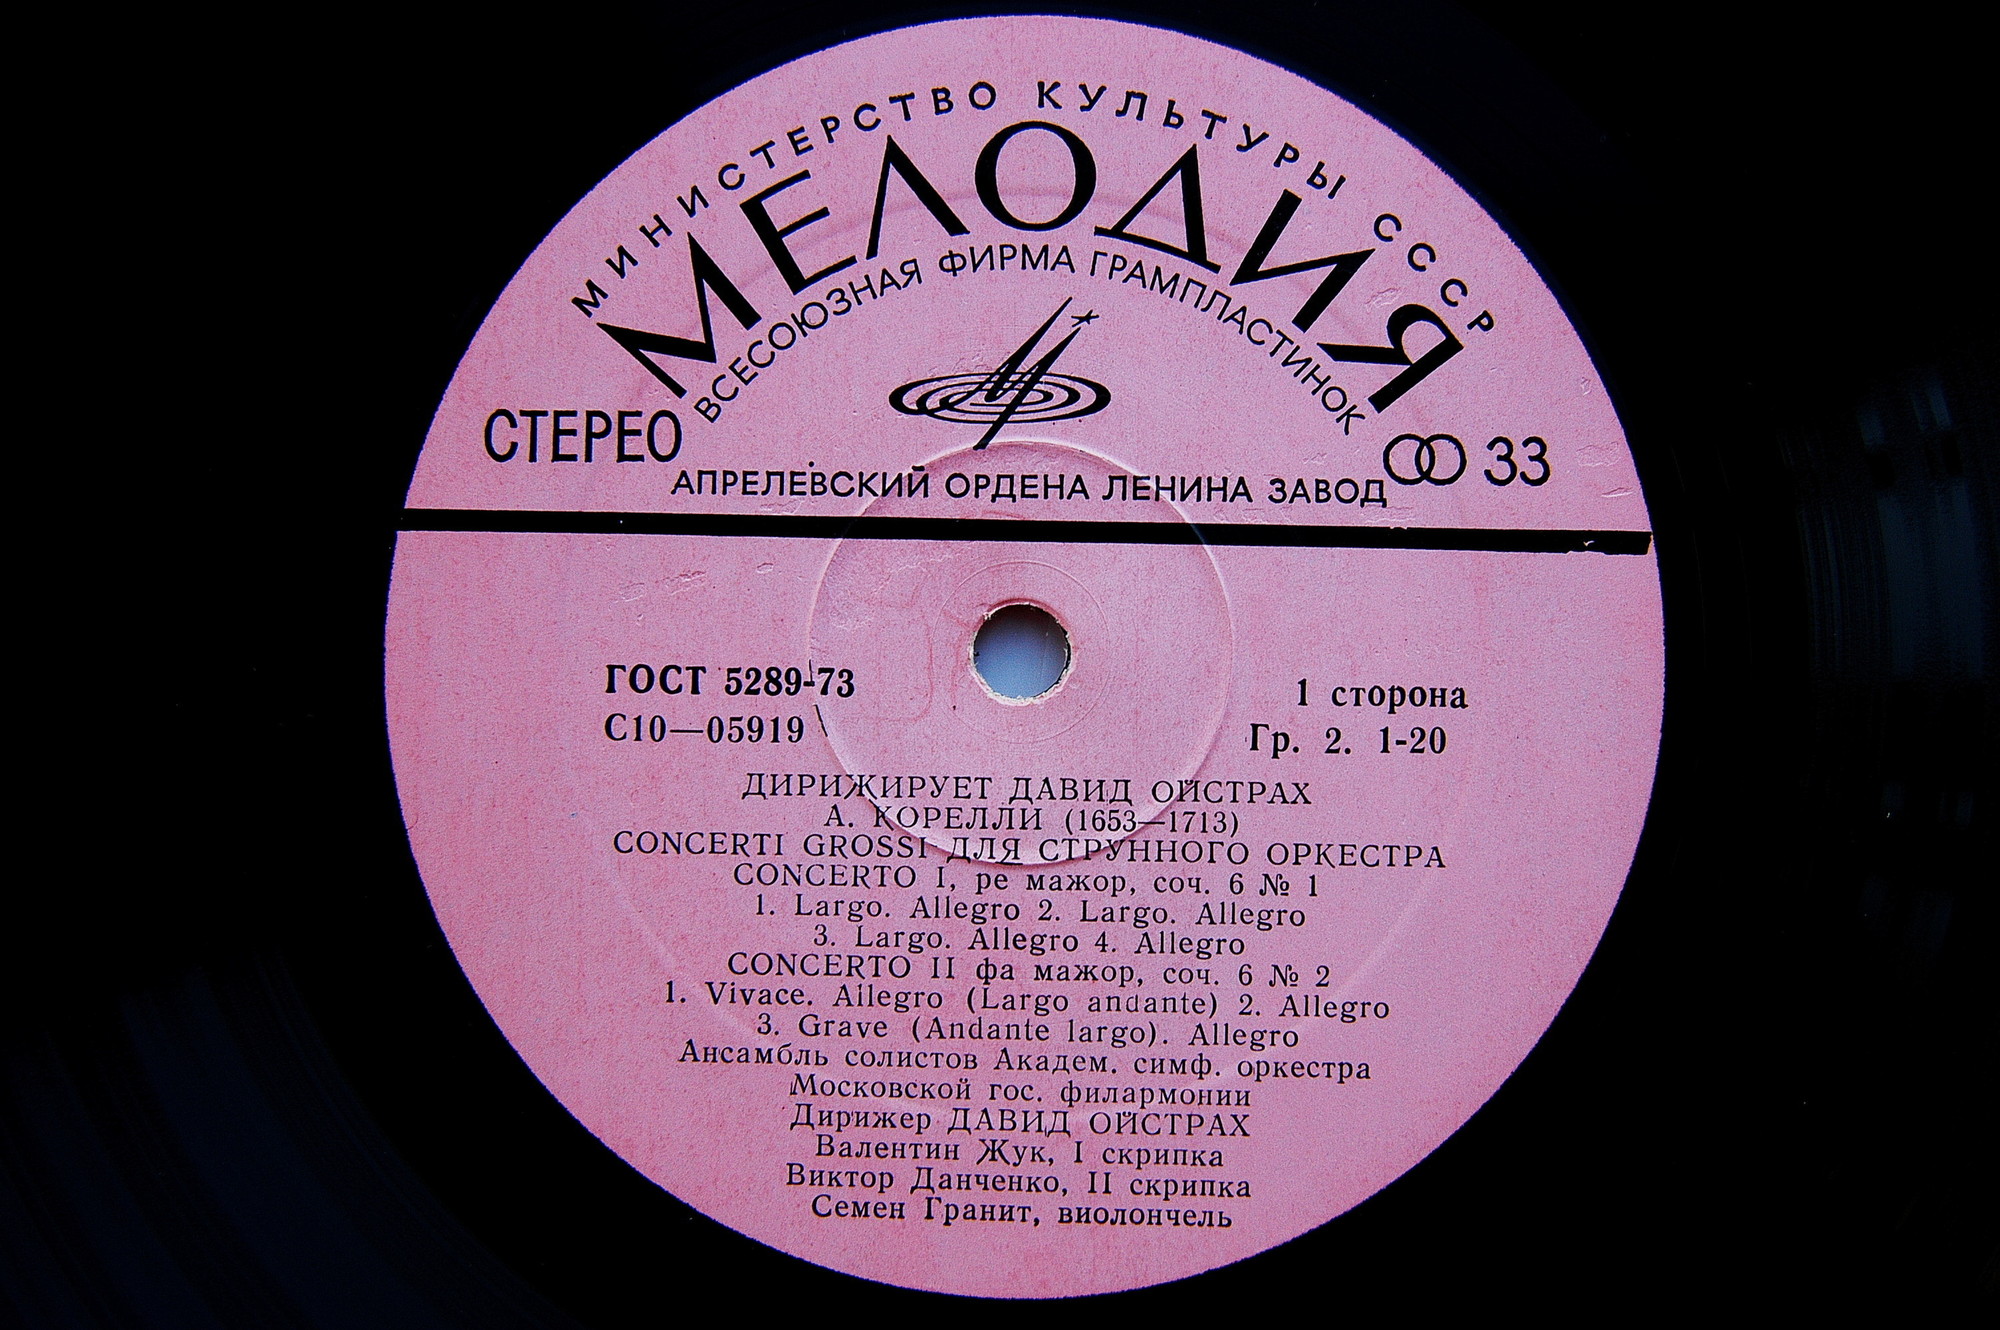 МИНИСТЕРСТВО КУЛЬТУРЫ СССР
МЕЛОДИЯ
ВСЕСОЮЗНАЯ ФИРМА ГРАМПЛАСТИНОК
СТЕРЕО
33
АПРЕЛЕВСКИЙ ОРДЕНА ЛЕНИНА ЗАВОД
ГОСТ 5289-73
1 сторона
С10—05919
Гр. 2. 1-20
ДИРИЖИРУЕТ ДАВИД ОЙСТРАХ
А. КОРЕЛЛИ (1653—1713)
CONCERTI GROSSI ДЛЯ СТРУННОГО ОРКЕСТРА
CONCERTO I, ре мажор, соч. 6 № 1
1. Largo. Allegro 2. Largo. Allegro
3. Largo. Allegro 4. Allegro
CONCERTO II фа мажор, соч. 6 № 2
1. Vivace. Allegro (Largo andante) 2. Allegro
3. Grave (Andante largo). Allegro
Ансамбль солистов Академ. симф. оркестра
Московской гос. филармонии
Дирижер ДАВИД ОЙСТРАХ
Валентин Жук, I скрипка
Виктор Данченко, II скрипка
Семен Гранит, виолончель